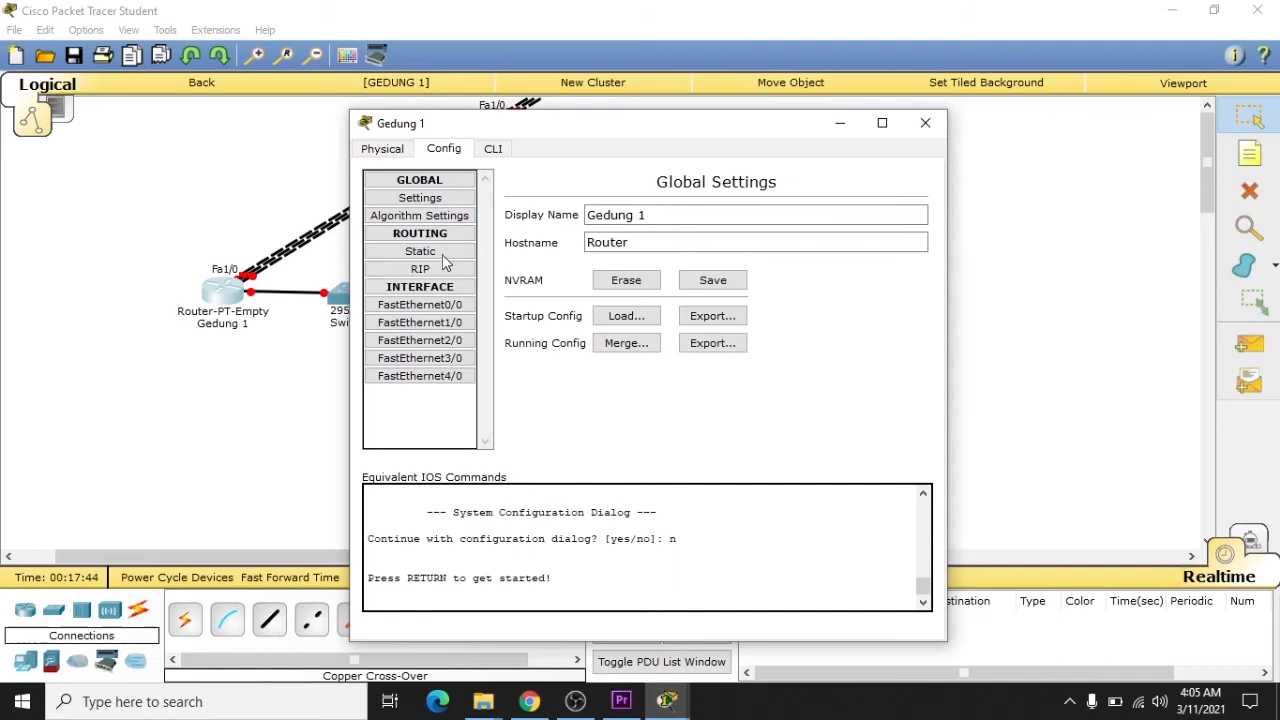 Cisco Packet Tracer Student
File Edit Options View Tools Extensions Help
Logical Back [GEDUNG 1] New Cluster Move Object Set Tiled Background Viewport
Fa1/0
Gedung 1
Physical Config CLI
GLOBAL
Settings
Algorithm Settings
ROUTING
Static
RIP
INTERFACE
FastEthernet0/0
FastEthernet1/0
FastEthernet2/0
FastEthernet3/0
FastEthernet4/0
Global Settings
Display Name Gedung 1
Hostname Router
NVRAM Erase Save
Startup Config Load... Export...
Running Config Merge... Export...
Fa1/0
Router-PT-Empty
Gedung 1
295
Swi
Equivalent IOS Commands
--- System Configuration Dialog ---
Continue with configuration dialog? [yes/no]: n
Press RETURN to get started!
Time: 00:17:44 Power Cycle Devices Fast Forward Time Realtime
Connections
Copper Cross-Over
Toggle PDU List Window
stination Type Color Time(sec) Periodic Num
Type here to search
Pr
4:05 AM
3/11/2021